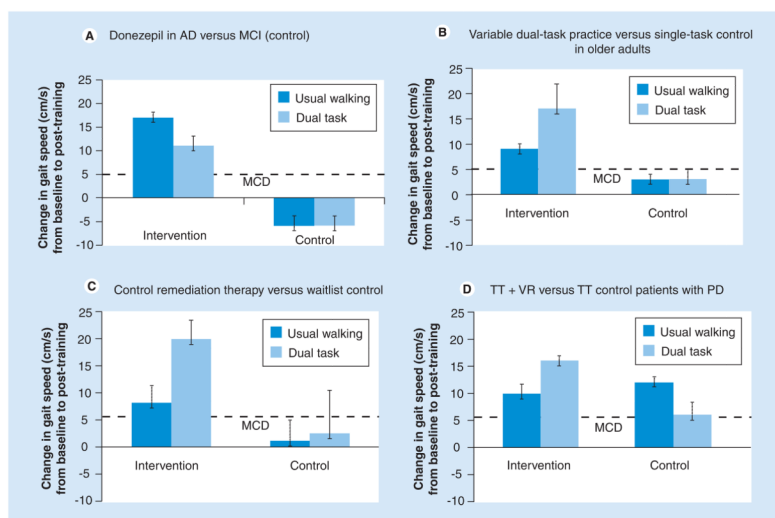 A Donezepil in AD versus MCI (control)
Change in gait speed (cm/s)
from baseline to post-training
25
20
15
10
5
0
-5
-10
Usual walking
Dual task
MCD
Intervention
Control
B Variable dual-task practice versus single-task control
in older adults
Change in gait speed (cm/s)
from baseline to post-training
25
20
15
10
5
0
-5
-10
Usual walking
Dual task
MCD
Intervention
Control
C Control remediation therapy versus waitlist control
Change in gait speed (cm/s)
from baseline to post-training
25
20
15
10
5
0
-5
-10
Usual walking
Dual task
MCD
Intervention
Control
D TT + VR versus TT control patients with PD
Change in gait speed (cm/s)
from baseline to post-training
25
20
15
10
5
0
-5
-10
Usual walking
Dual task
MCD
Intervention
Control